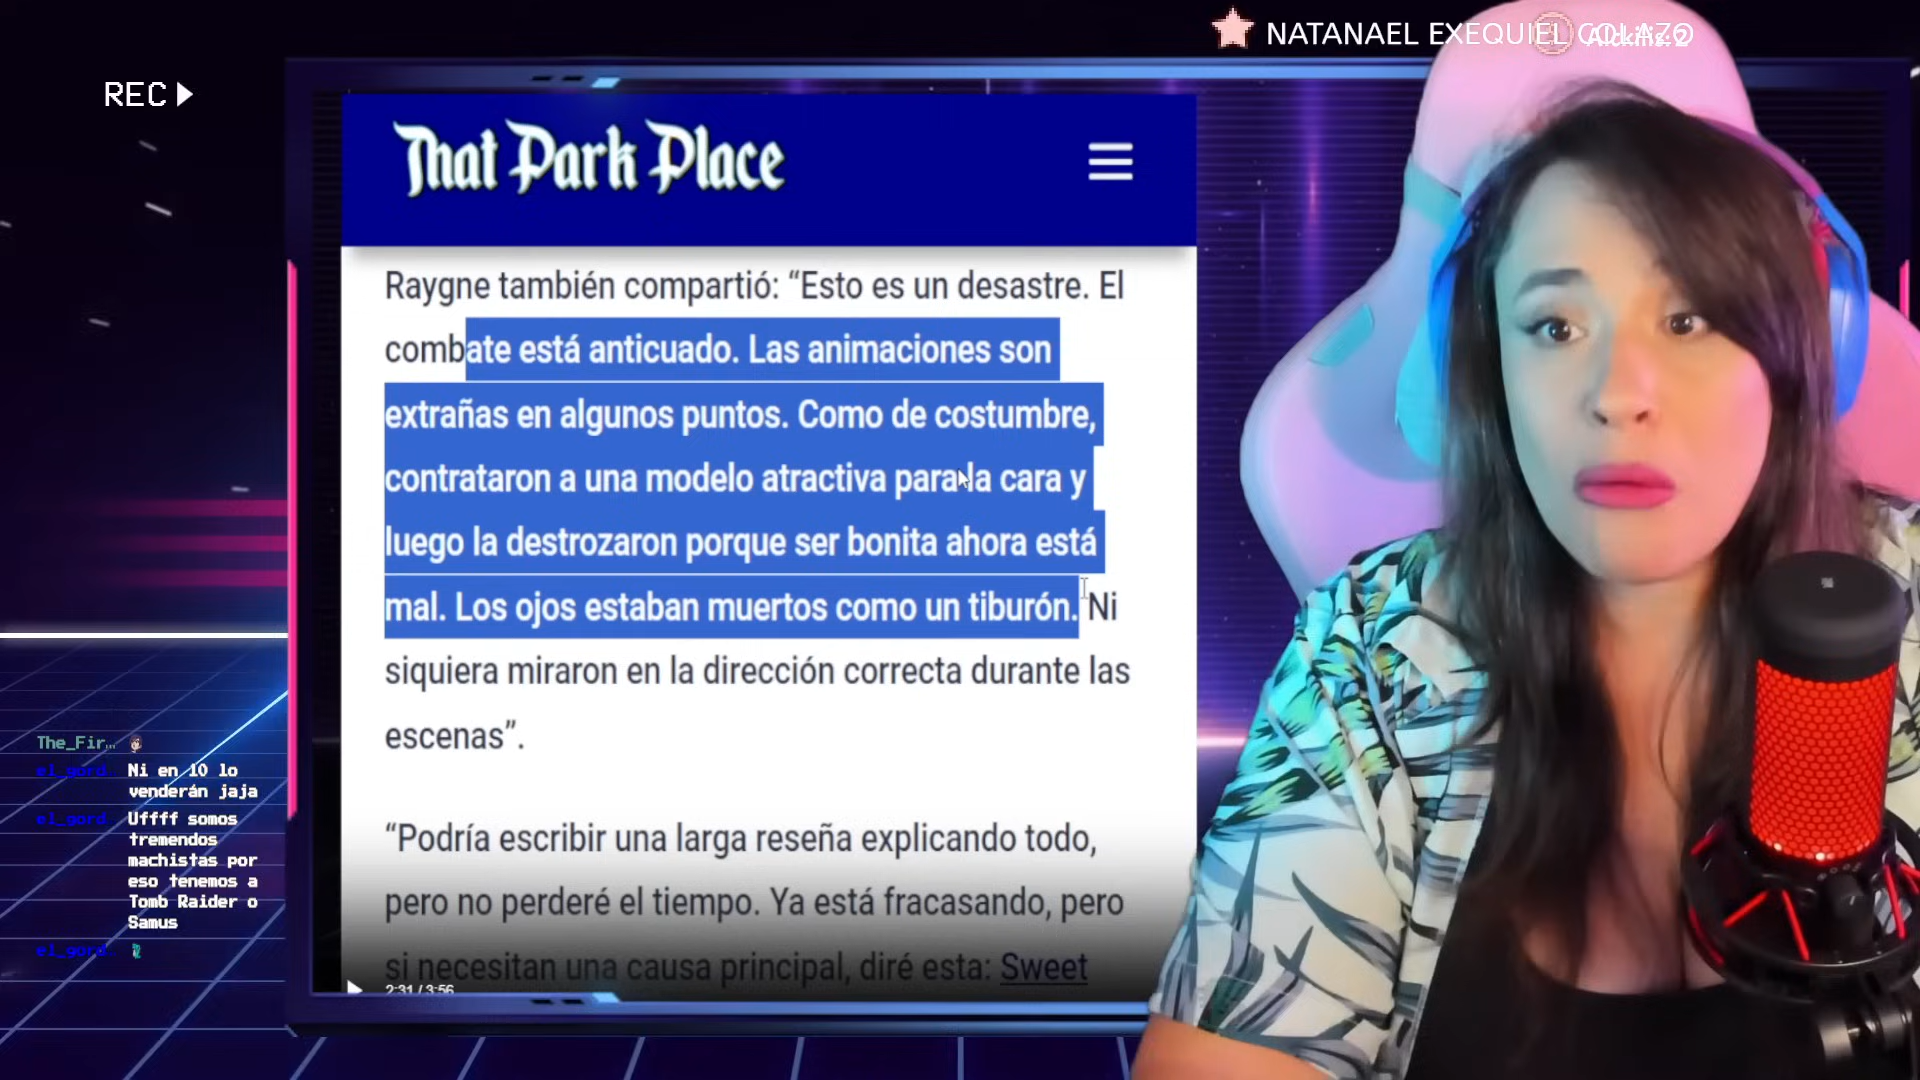 NATANAEL EXEQUIEL COLAZO
REC
That Park Place
Raygne también compartió: “Esto es un desastre. El
combate está anticuado. Las animaciones son
extrañas en algunos puntos. Como de costumbre,
contrataron a una modelo atractiva para la cara y
luego la destrozaron porque ser bonita ahora está
mal. Los ojos estaban muertos como un tiburón. Ni
siquiera miraron en la dirección correcta durante las
escenas”.
“Podría escribir una larga reseña explicando todo,
pero no perderé el tiempo. Ya está fracasando, pero
si necesitan una causa principal, diré esta: Sweet
2:31 / 3:56
The_Fir…
el_gord. Ni en 10 lo
venderán jaja
el_gord. Uffff somos
tremendos
machistas por
eso tenemos a
Tomb Raider o
Samus
el_gord.